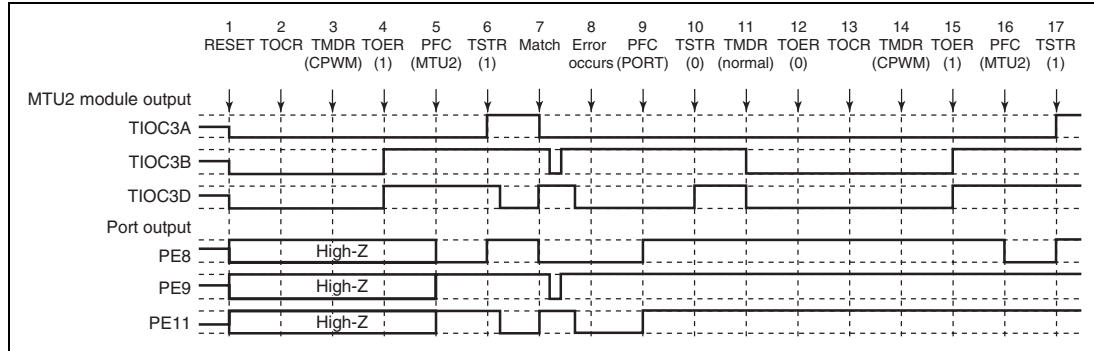 1 2 3 4 5 6 7 8 9 10 11 12 13 14 15 16 17
RESET TOCR TMDR TOER PFC TSTR Match Error PFC TSTR TMDR TOER TOCR TMDR TOER PFC TSTR
(CPWM) (1) (MTU2) (1) occurs (PORT) (0) (normal) (0) (CPWM) (1) (MTU2) (1)
MTU2 module output
TIOC3A
TIOC3B
TIOC3D
Port output
PE8 High-Z
PE9 High-Z
PE11 High-Z